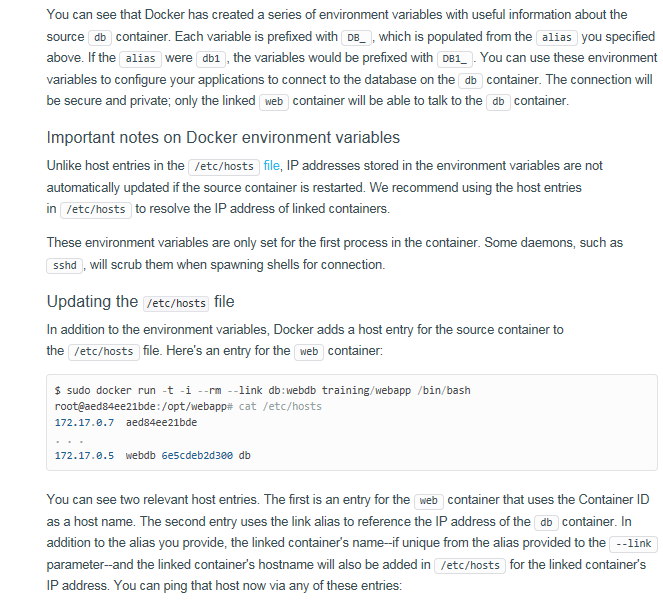 You can see that Docker has created a series of environment variables with useful information about the
source db container. Each variable is prefixed with DB_ , which is populated from the alias you specified
above. If the alias were db1 , the variables would be prefixed with DB1_ . You can use these environment
variables to configure your applications to connect to the database on the db container. The connection will
be secure and private; only the linked web container will be able to talk to the db container.
Important notes on Docker environment variables
Unlike host entries in the /etc/hosts file, IP addresses stored in the environment variables are not
automatically updated if the source container is restarted. We recommend using the host entries
in /etc/hosts to resolve the IP address of linked containers.
These environment variables are only set for the first process in the container. Some daemons, such as
sshd , will scrub them when spawning shells for connection.
Updating the /etc/hosts file
In addition to the environment variables, Docker adds a host entry for the source container to
the /etc/hosts file. Here's an entry for the web container:
$ sudo docker run -t -i --rm --link db:webdb training/webapp /bin/bash
root@aed84ee21bde:/opt/webapp# cat /etc/hosts
172.17.0.7 aed84ee21bde
. . .
172.17.0.5 webdb 6e5cdeb2d300 db
You can see two relevant host entries. The first is an entry for the web container that uses the Container ID
as a host name. The second entry uses the link alias to reference the IP address of the db container. In
addition to the alias you provide, the linked container's name--if unique from the alias provided to the --link
parameter--and the linked container's hostname will also be added in /etc/hosts for the linked container's
IP address. You can ping that host now via any of these entries: